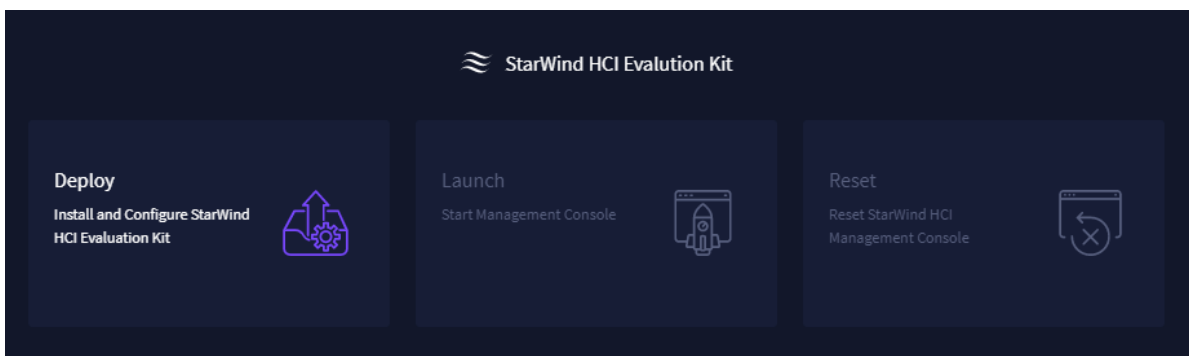 StarWind HCI Evalution Kit
Deploy
Install and Configure StarWind
HCI Evaluation Kit
Launch
Start Management Console
Reset
Reset StarWind HCI
Management Console